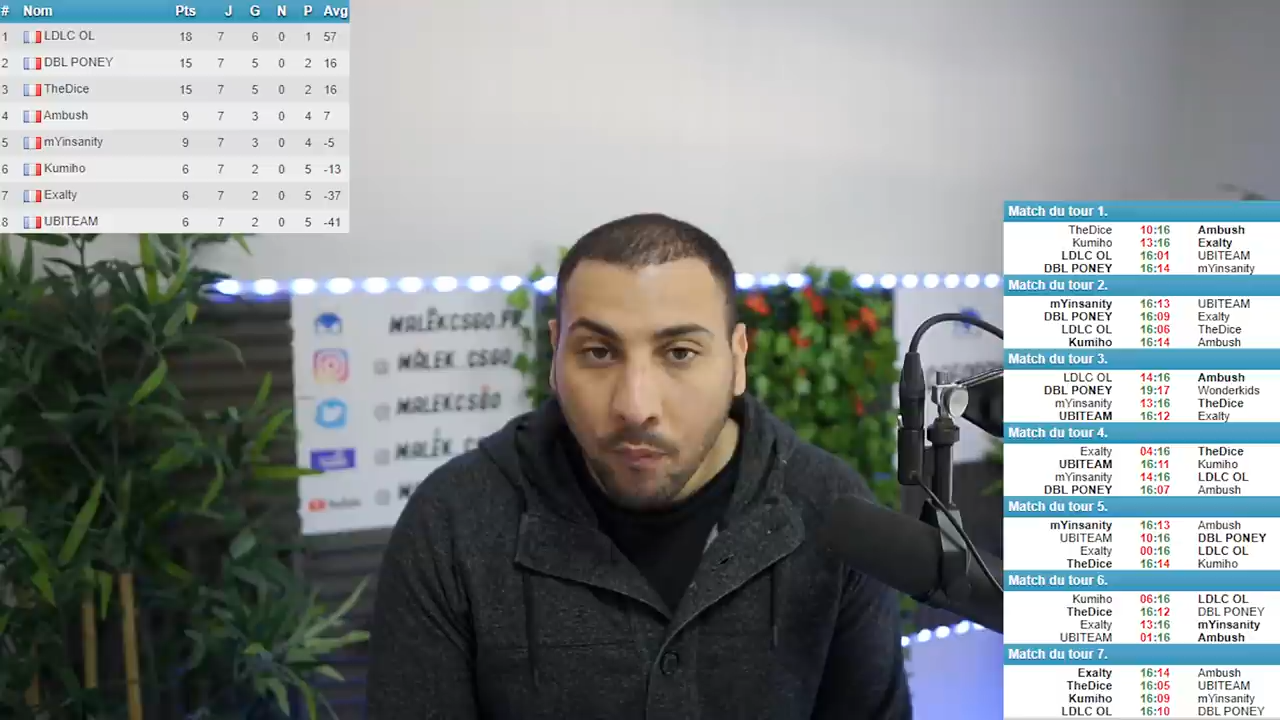 # Nom Pts J G N P Avg
1 LDLC OL 18 7 6 0 1 57
2 DBL PONEY 15 7 5 0 2 16
3 TheDice 15 7 5 0 2 16
4 Ambush 9 7 3 0 4 7
5 mYinsanity 9 7 3 0 4 -5
6 Kumiho 6 7 2 0 5 -13
7 Exalty 6 7 2 0 5 -37
8 UBITEAM 6 7 2 0 5 -41
MALEKCSGO.FR
MALEK_CSGO
MALEKCSGO
Match du tour 1.
TheDice 10:16 Ambush
Kumiho 13:16 Exalty
LDLC OL 16:01 UBITEAM
DBL PONEY 16:14 mYinsanity
Match du tour 2.
mYinsanity 16:13 UBITEAM
DBL PONEY 16:09 Exalty
LDLC OL 16:06 TheDice
Kumiho 16:14 Ambush
Match du tour 3.
LDLC OL 14:16 Ambush
DBL PONEY 19:17 Wonderkids
mYinsanity 13:16 TheDice
UBITEAM 16:12 Exalty
Match du tour 4.
Exalty 04:16 TheDice
UBITEAM 16:11 Kumiho
mYinsanity 14:16 LDLC OL
DBL PONEY 16:07 Ambush
Match du tour 5.
mYinsanity 16:13 Ambush
UBITEAM 10:16 DBL PONEY
Exalty 00:16 LDLC OL
TheDice 16:14 Kumiho
Match du tour 6.
Kumiho 06:16 LDLC OL
TheDice 16:12 DBL PONEY
Exalty 13:16 mYinsanity
UBITEAM 01:16 Ambush
Match du tour 7.
Exalty 16:14 Ambush
TheDice 16:05 UBITEAM
Kumiho 16:09 mYinsanity
LDLC OL 16:10 DBL PONEY